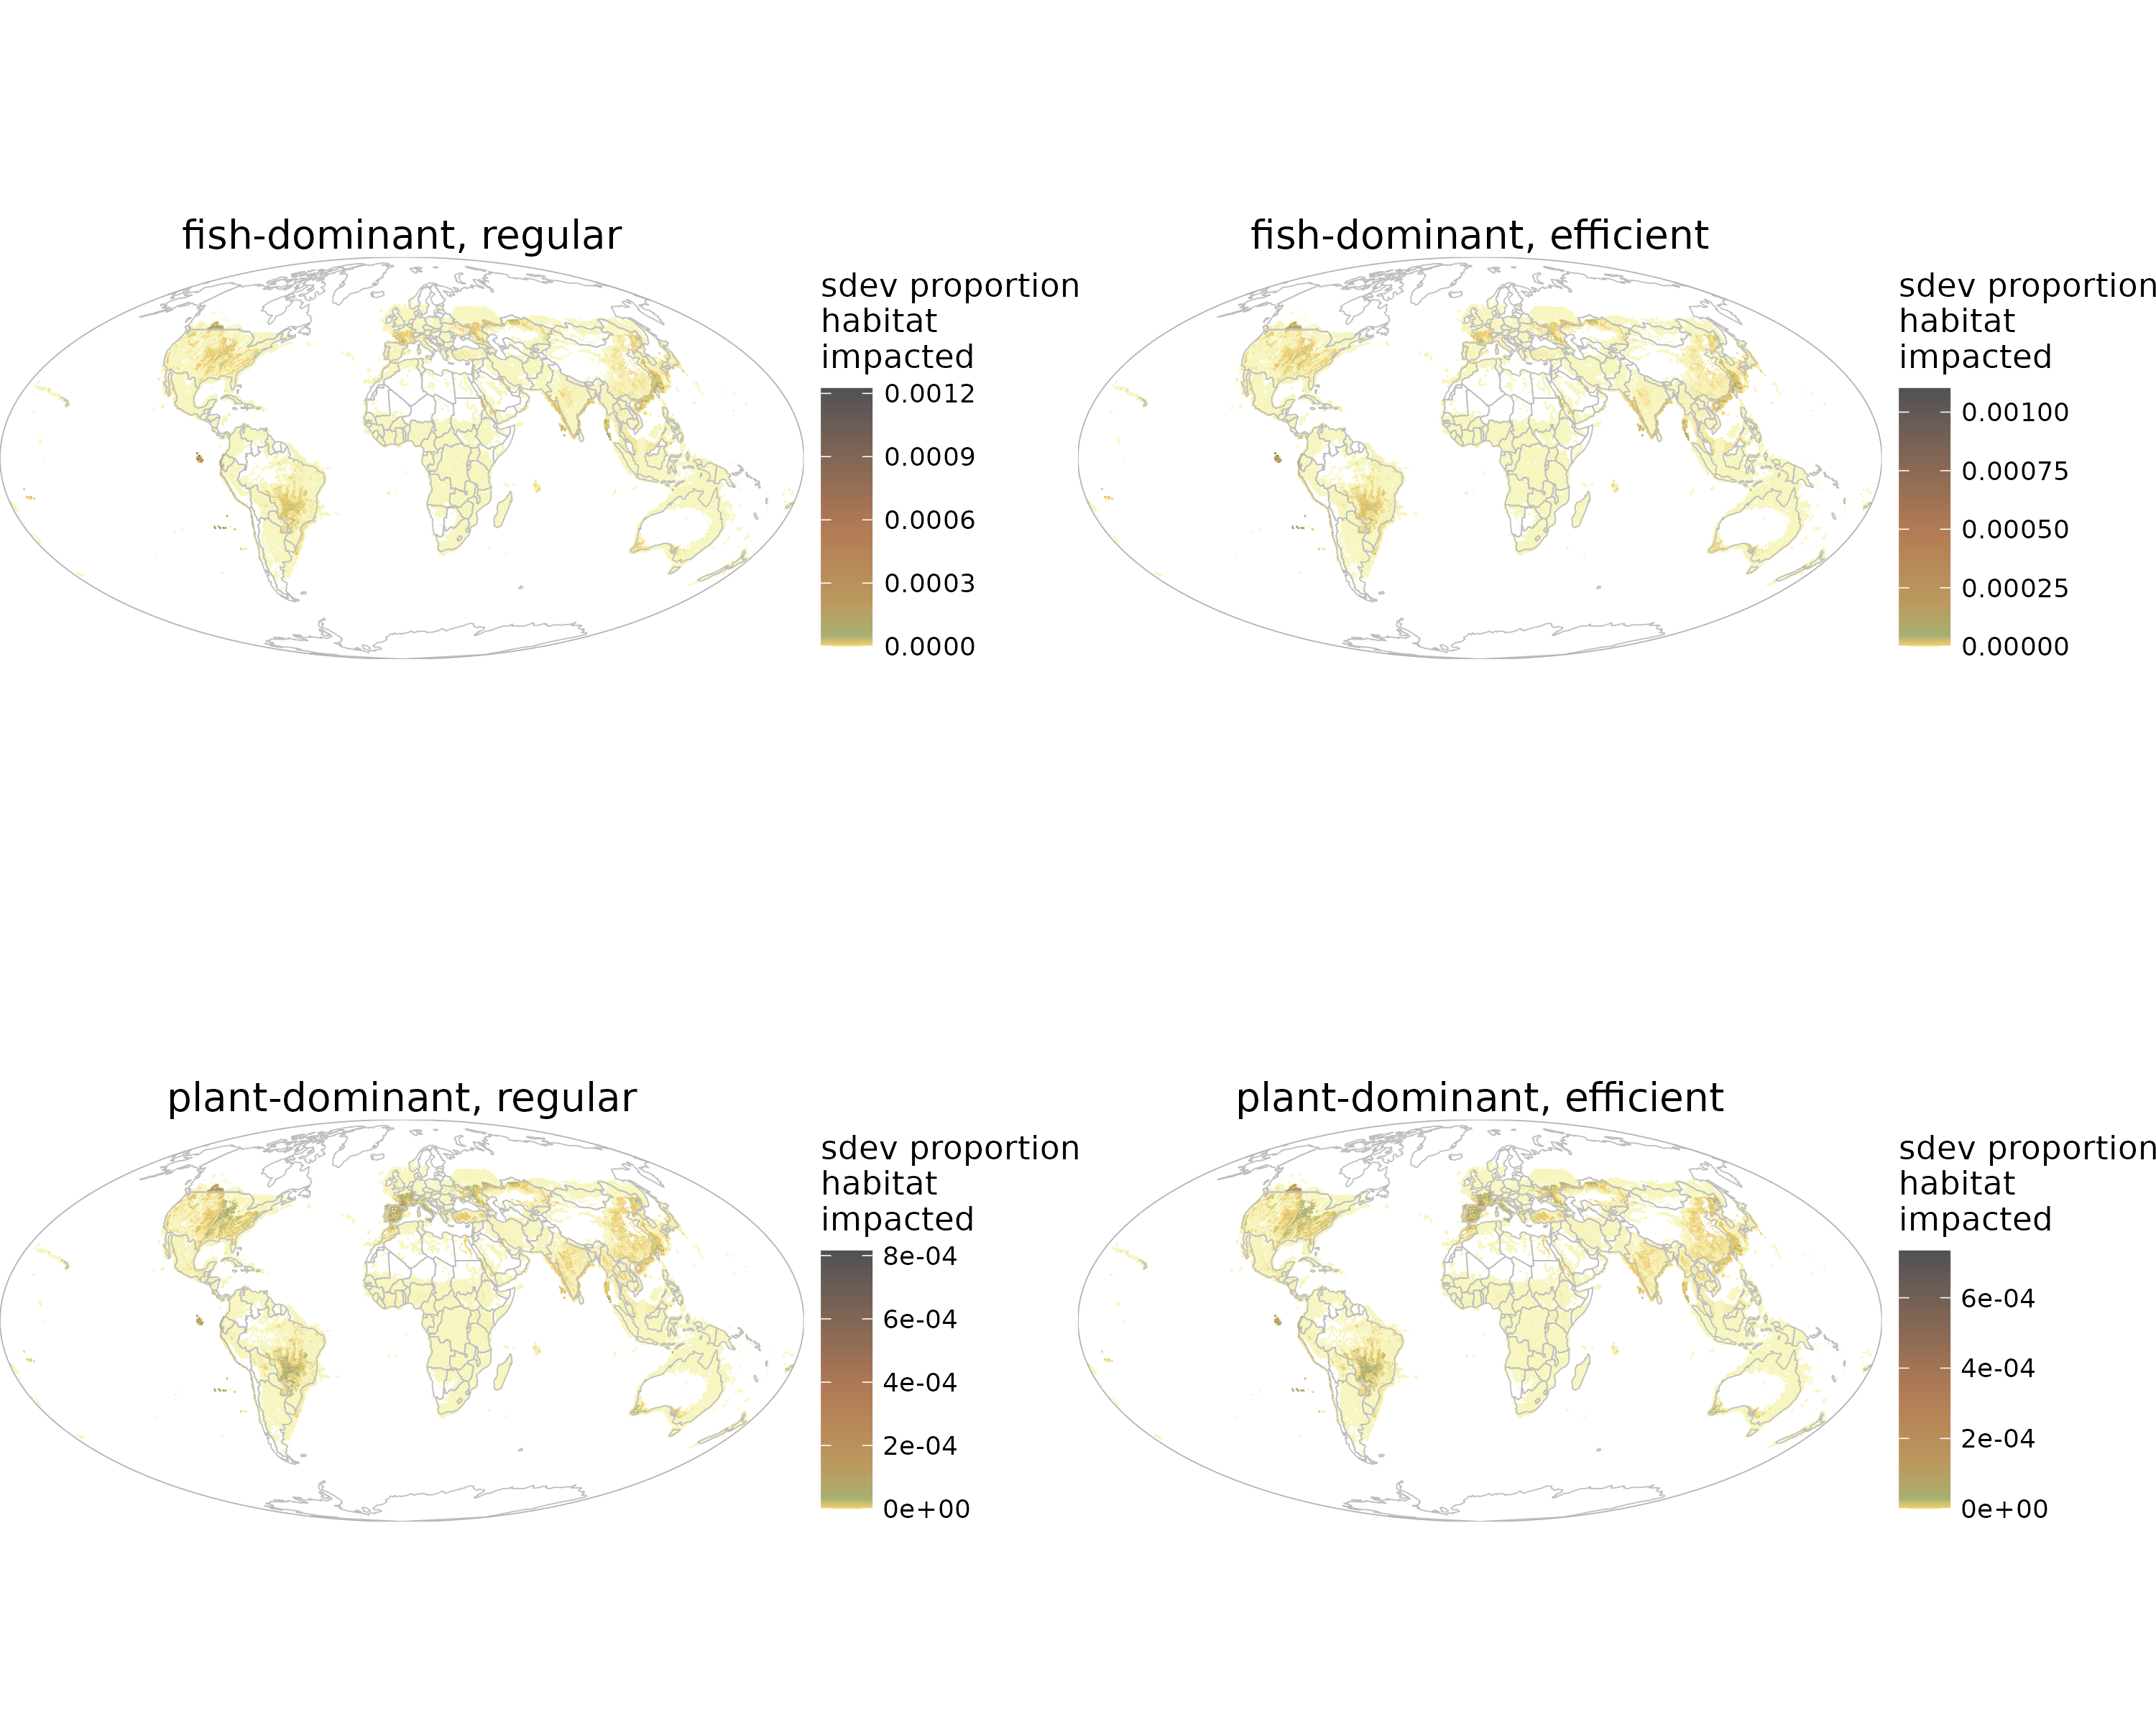 fish-dominant, regular
sdev proportion
habitat
impacted
0.0012
0.0009
0.0006
0.0003
0.0000
fish-dominant, efficient
sdev proportion
habitat
impacted
0.00100
0.00075
0.00050
0.00025
0.00000
plant-dominant, regular
sdev proportion
habitat
impacted
8e-04
6e-04
4e-04
2e-04
0e+00
plant-dominant, efficient
sdev proportion
habitat
impacted
6e-04
4e-04
2e-04
0e+00